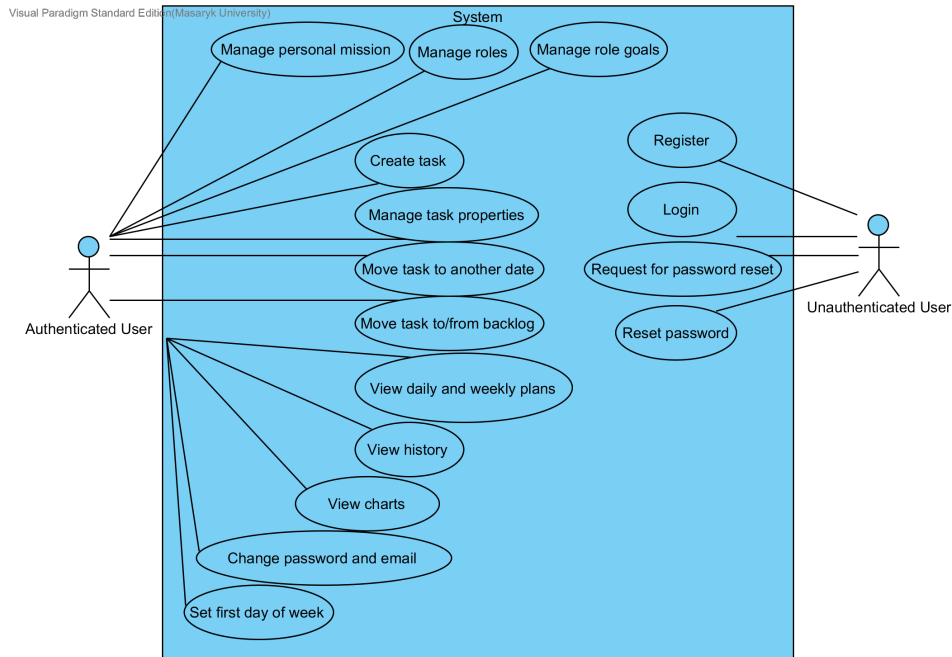 Visual Paradigm Standard Edition(Masaryk University)
System
Manage personal mission
Manage roles
Manage role goals
Register
Create task
Login
Manage task properties
Move task to another date
Request for password reset
Authenticated User
Unauthenticated User
Move task to/from backlog
Reset password
View daily and weekly plans
View history
View charts
Change password and email
Set first day of week